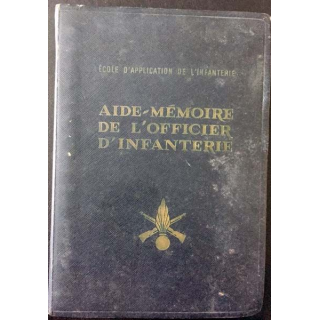 ÉCOLE D'APPLICATION DE L'INFANTERIE
AIDE-MÉMOIRE
DE L'OFFICIER
D'INFANTERIE